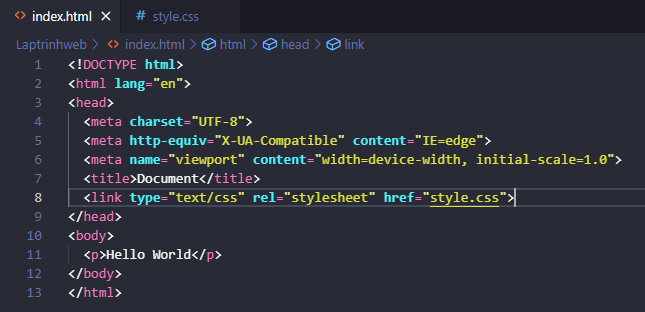 index.html
style.css
Laptrinhweb > index.html > html > head > link
1 <!DOCTYPE html>
2 <html lang="en">
3 <head>
4 <meta charset="UTF-8">
5 <meta http-equiv="X-UA-Compatible" content="IE=edge">
6 <meta name="viewport" content="width=device-width, initial-scale=1.0">
7 <title>Document</title>
8 <link type="text/css" rel="stylesheet" href="style.css">
9 </head>
10 <body>
11 <p>Hello World</p>
12 </body>
13 </html>